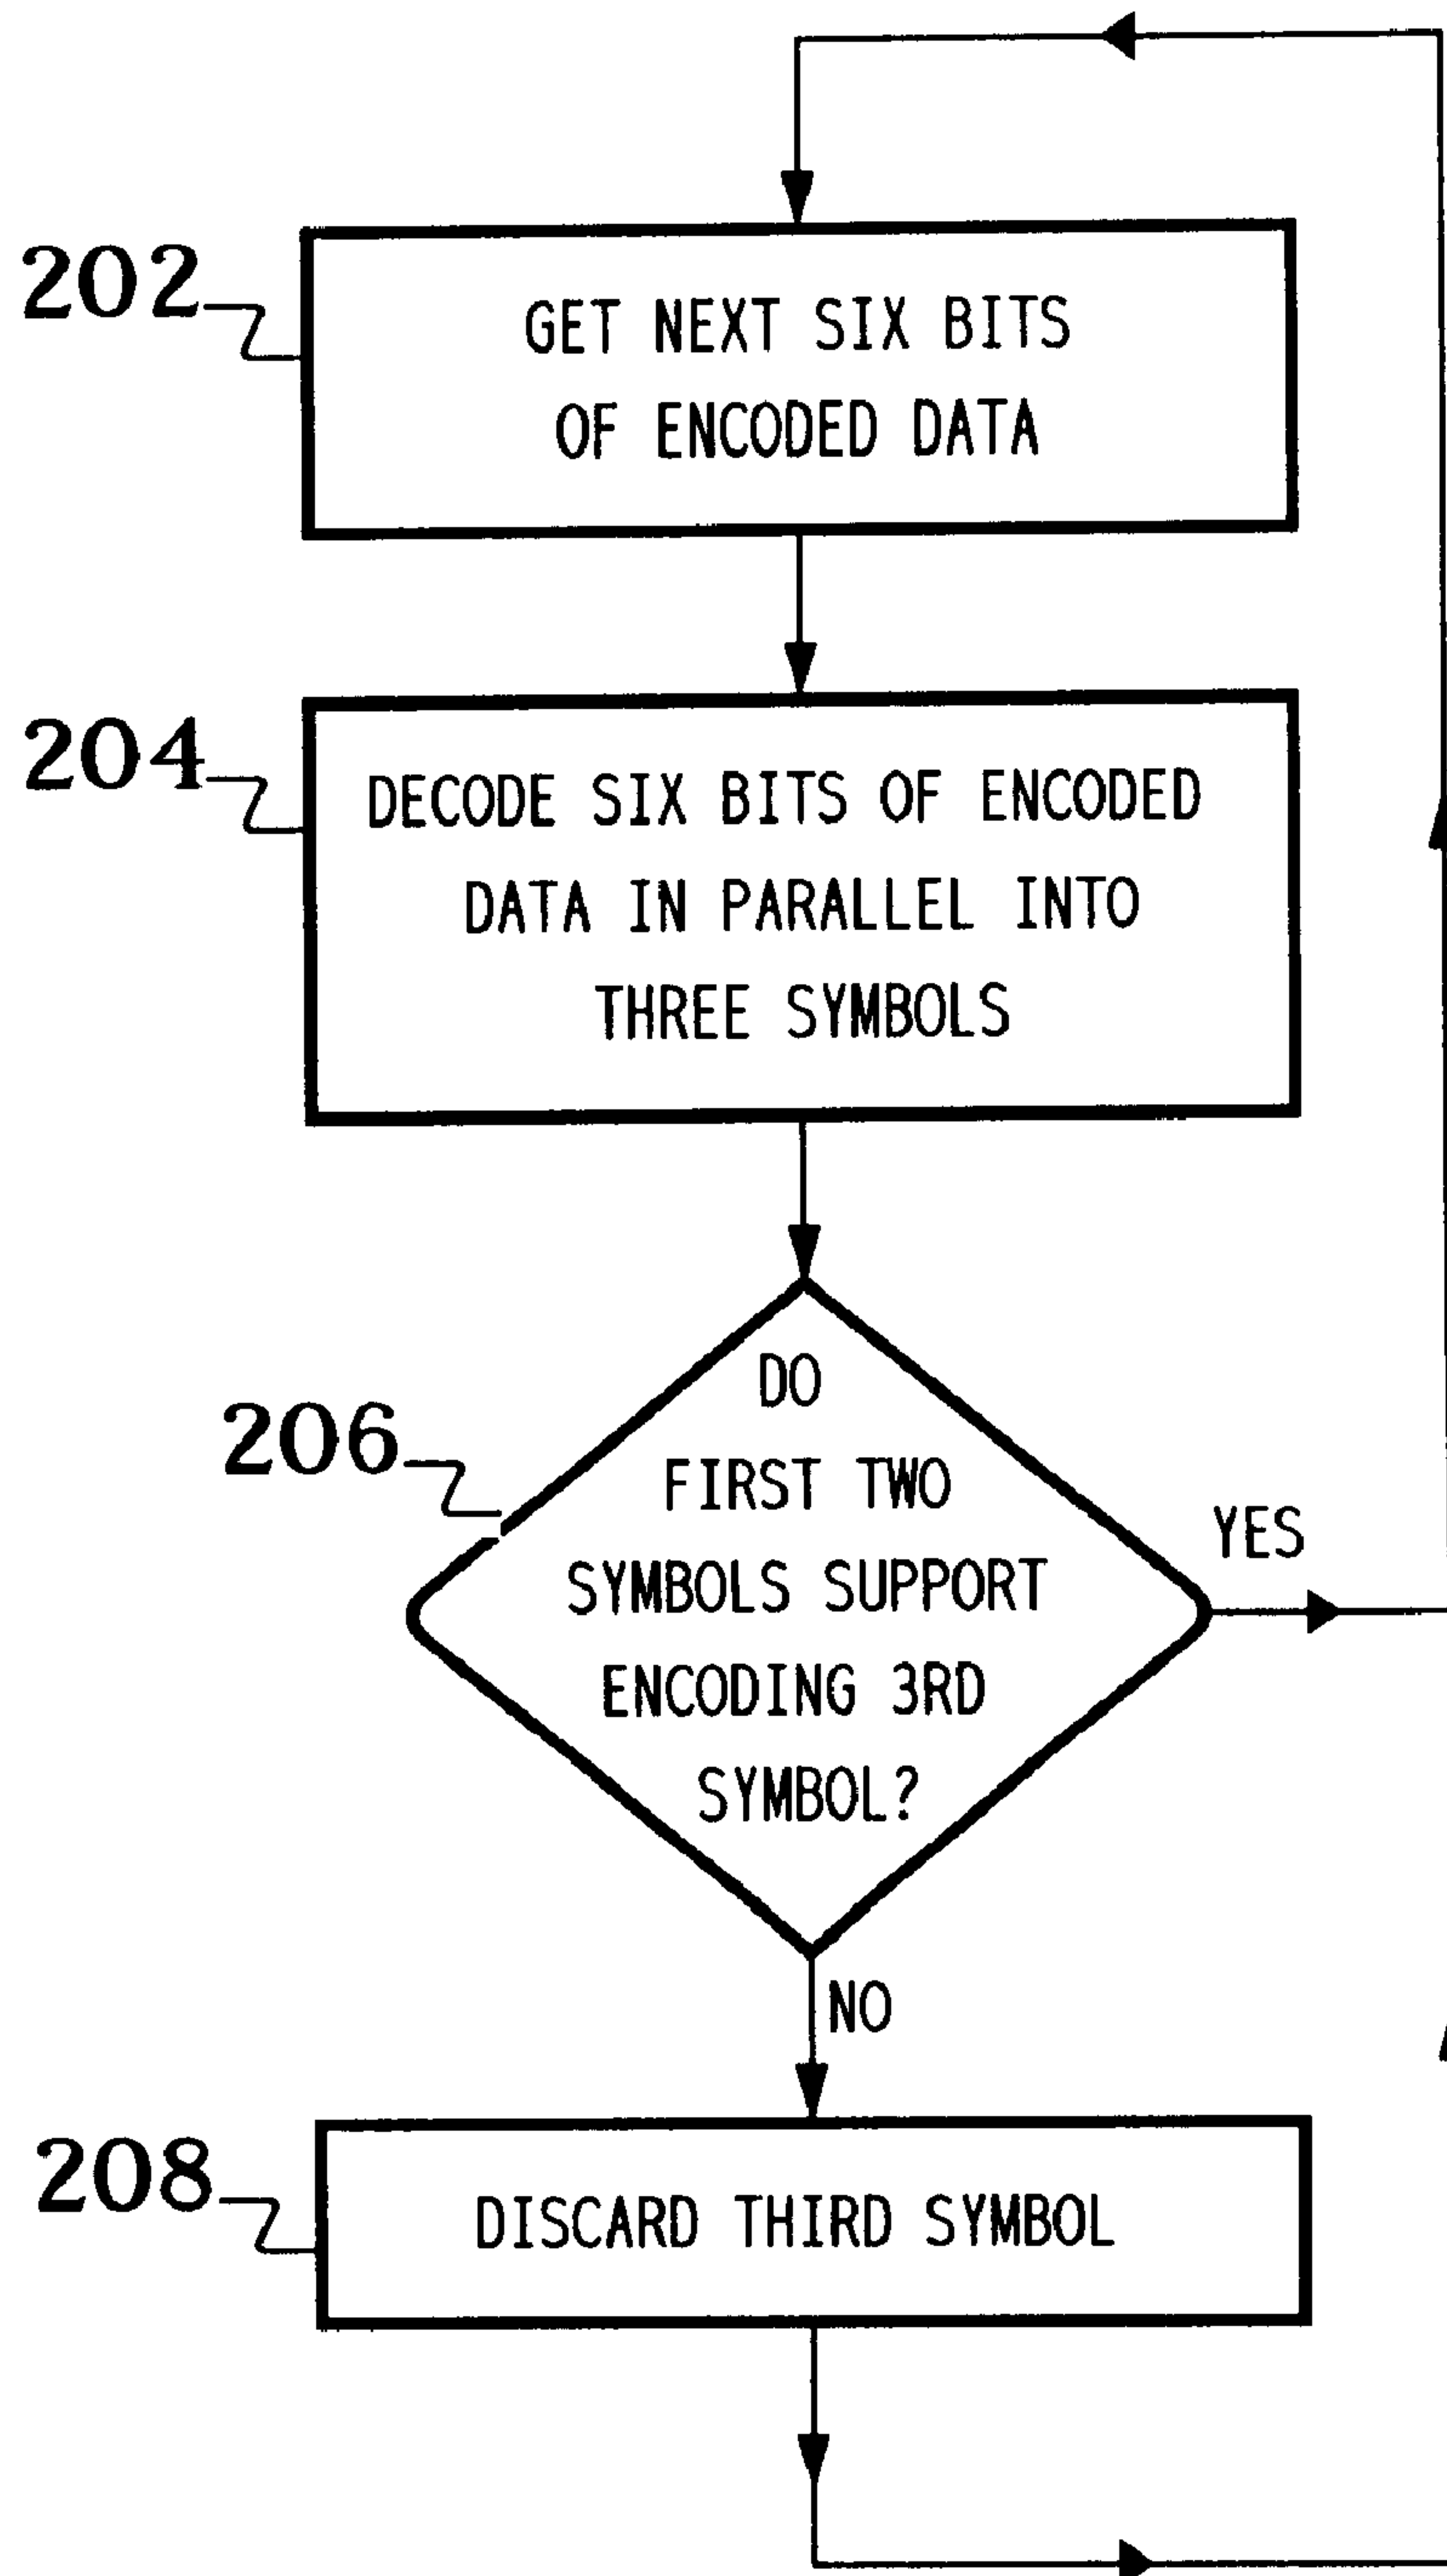 202
GET NEXT SIX BITS
OF ENCODED DATA
204
DECODE SIX BITS OF ENCODED
DATA IN PARALLEL INTO
THREE SYMBOLS
206
DO
FIRST TWO
SYMBOLS SUPPORT
ENCODING 3RD
SYMBOL?
YES
NO
208
DISCARD THIRD SYMBOL